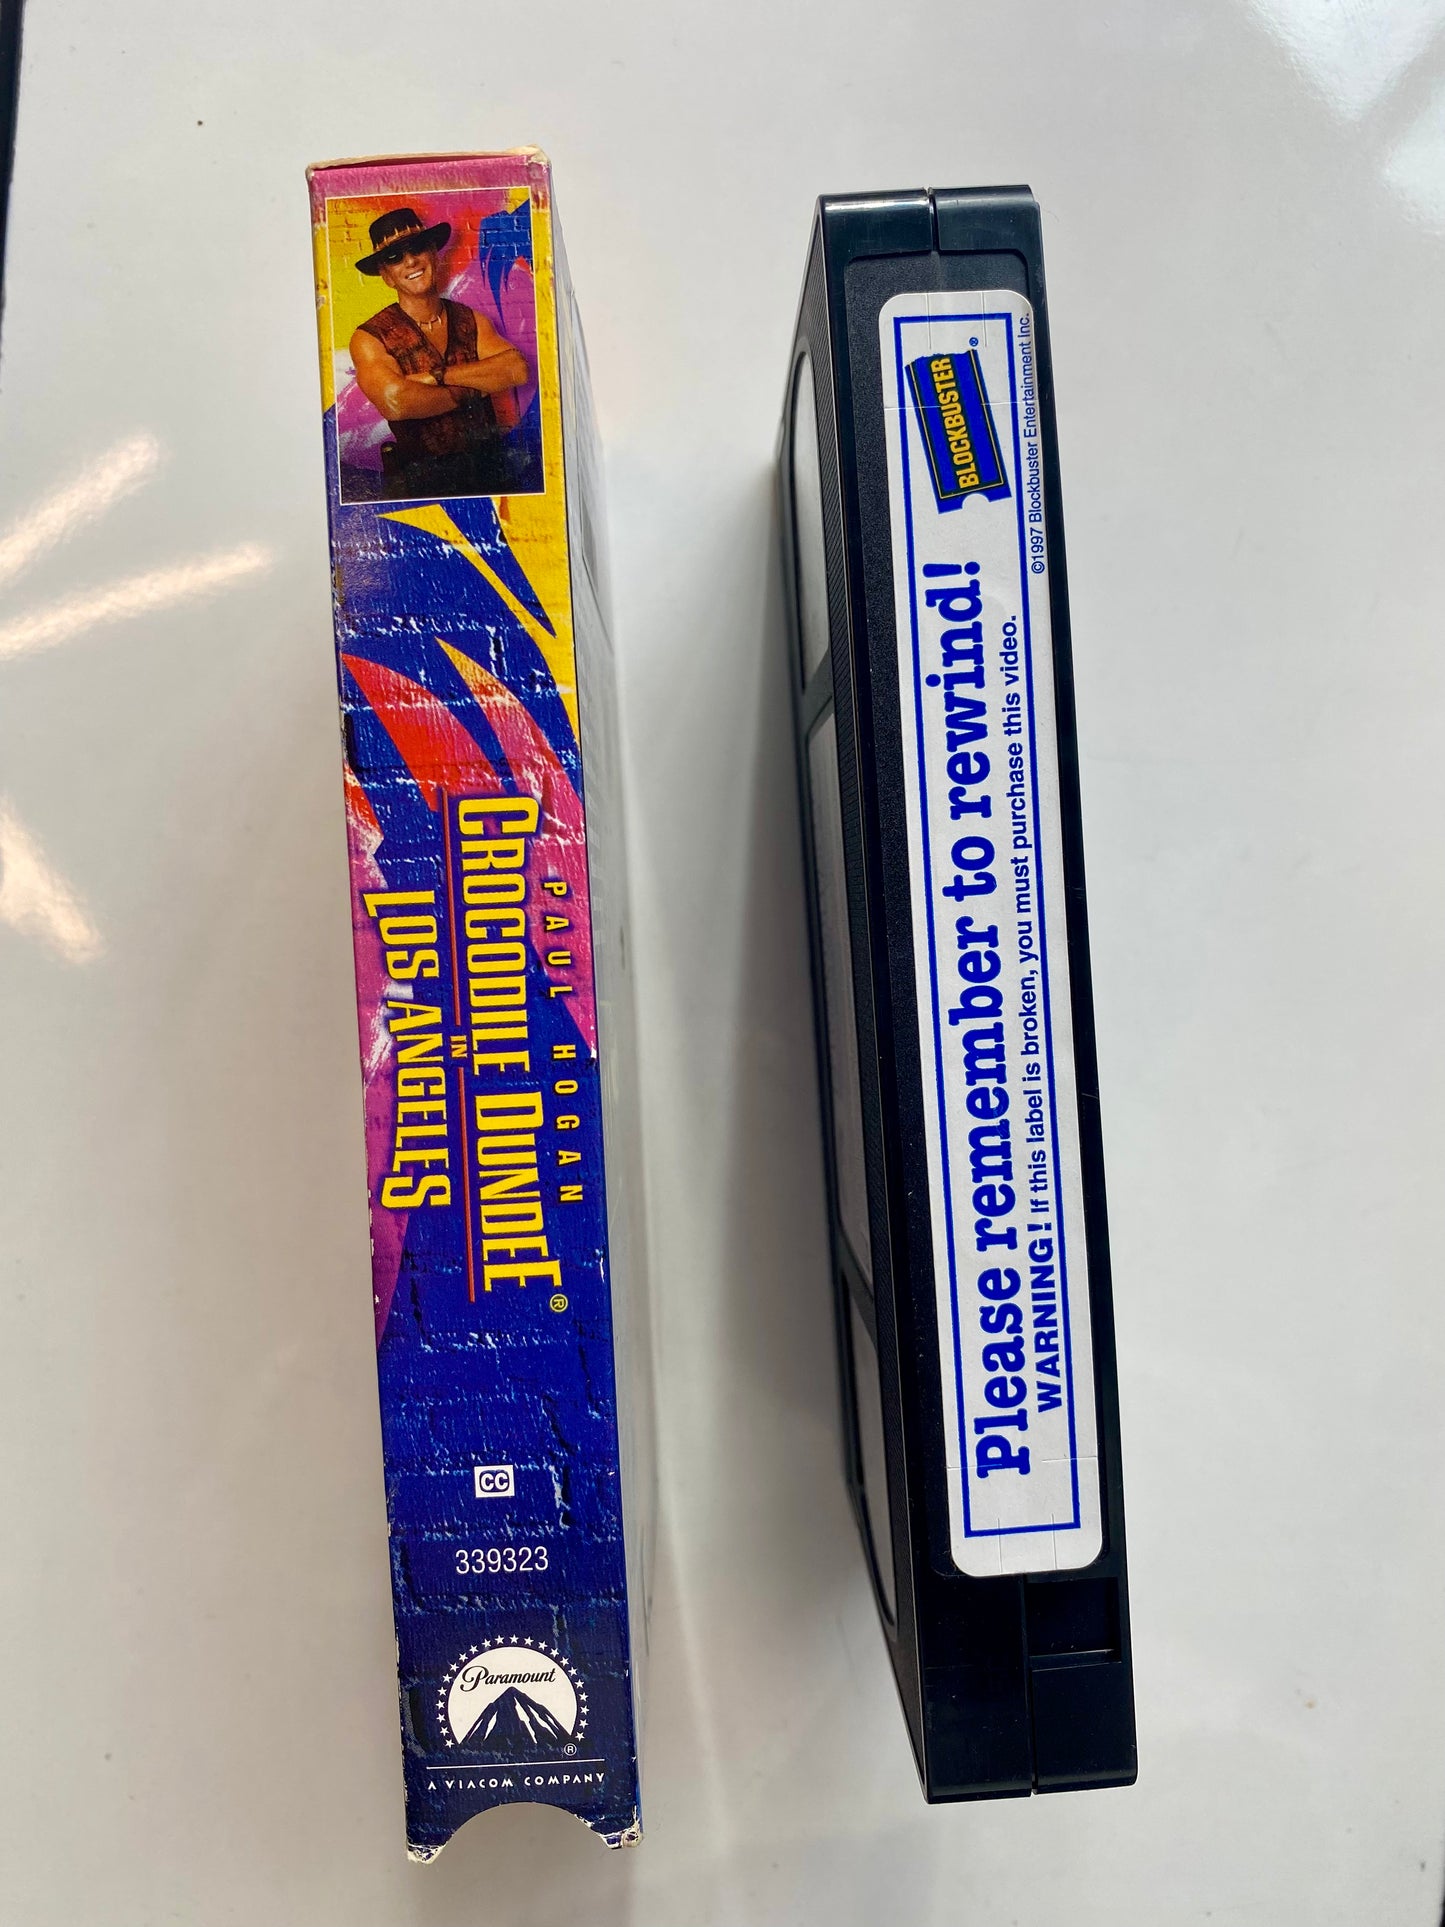 PAUL HOGAN
CROCODILE DUNDEE®
IN
LOS ANGELES
CC
339323
Paramount
®
A VIACOM COMPANY
BLOCKBUSTER®
Please remember to rewind!
WARNING! If this label is broken, you must purchase this video.
©1997 Blockbuster Entertainment Inc.